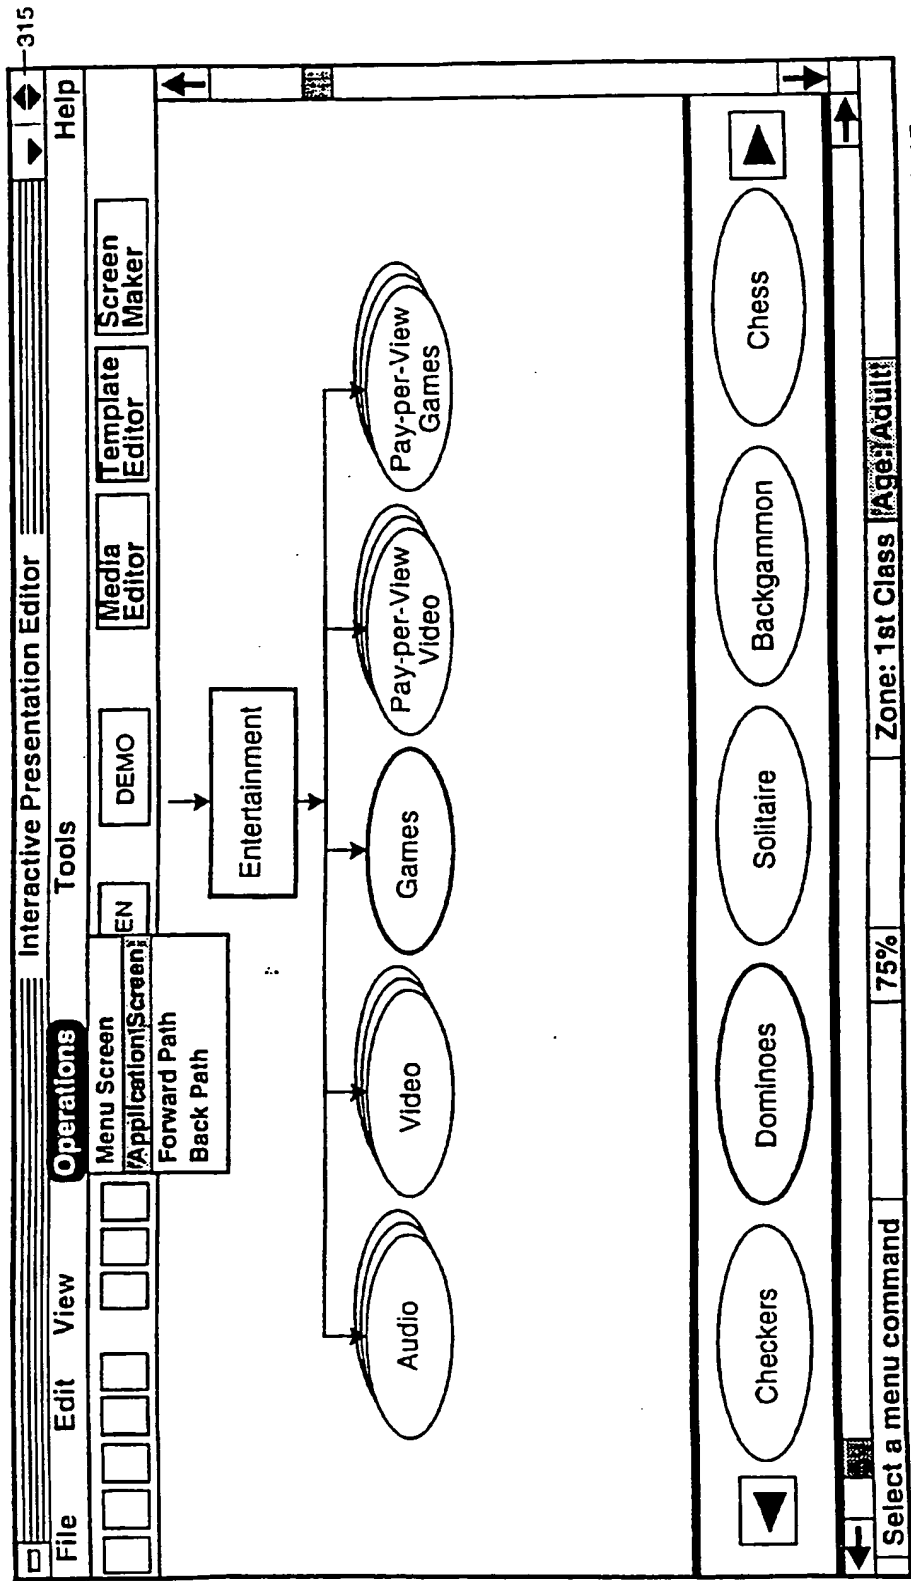 315
Interactive Presentation Editor
File Edit View Operations Tools Help
EN DEMO
Media
Editor
Template
Editor
Screen
Maker
Menu Screen
Application Screen
Forward Path
Back Path
Entertainment
Audio
Video
Games
Pay-per-View
Video
Pay-per-View
Games
Checkers
Dominoes
Solitaire
Backgammon
Chess
Select a menu command 75% Zone: 1st Class Age: Adult